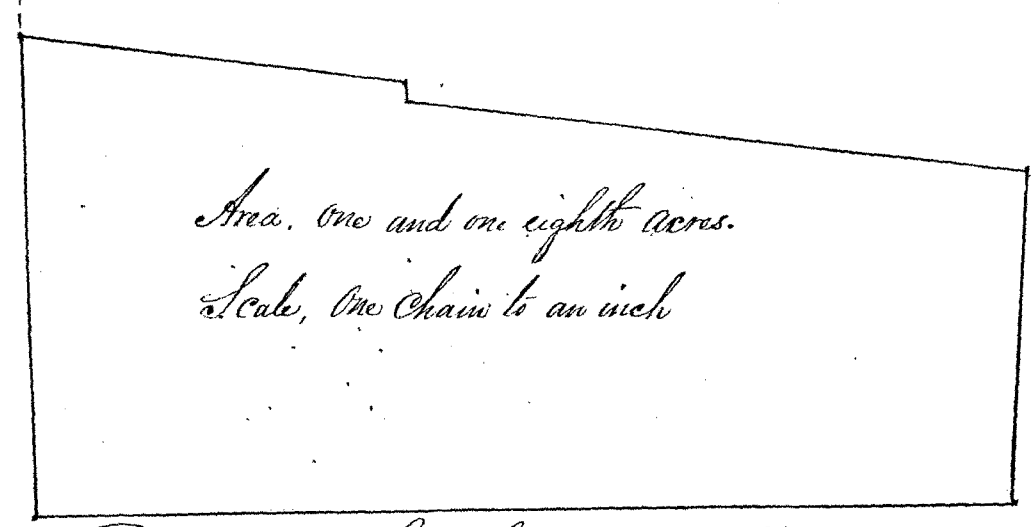 Area. One and one eighth acres.
Scale, One Chain to an inch